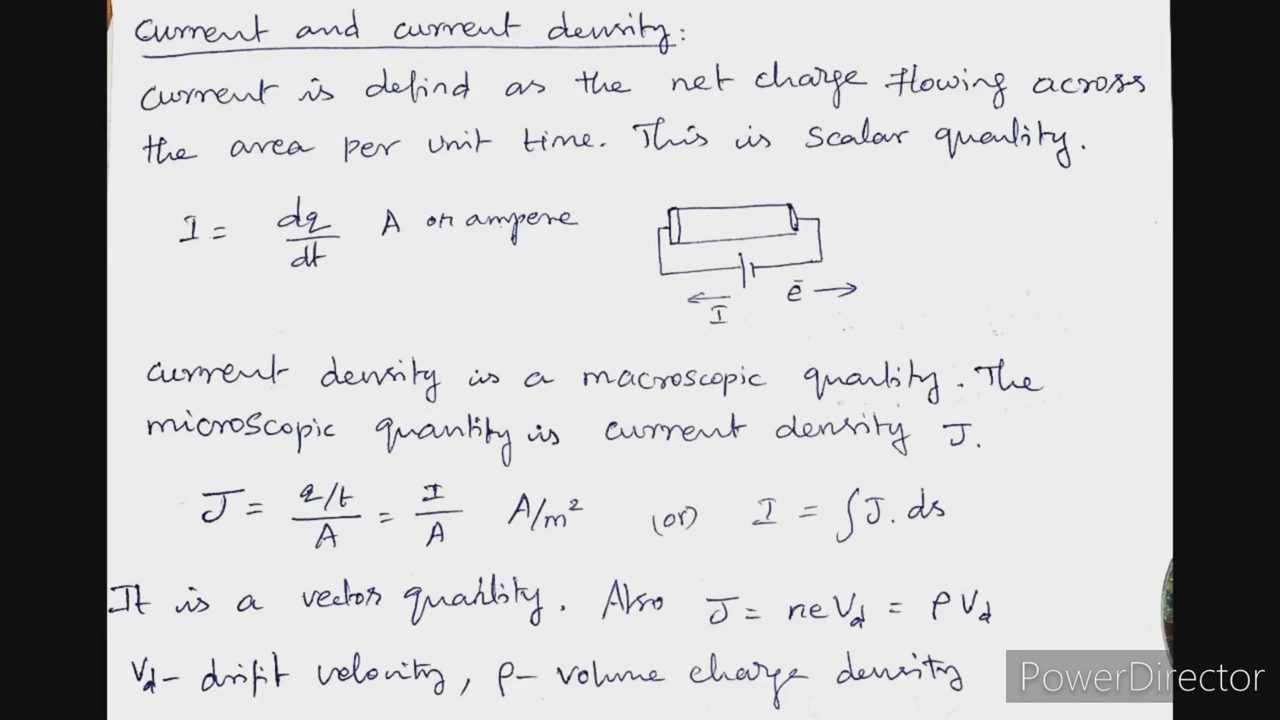 Current and current density:
Current is defind as the net charge flowing across
the area per unit time. This is scalar quantity.
I = dq/dt A or ampere
I
ē
Current density is a macroscopic quantity. The
microscopic quantity is current density J.
J = q/t / A = I/A A/m² (or) I = ∫J. ds
It is a vector quantity. Also J = neVd = ρVd
Vd - drift velocity, ρ - volume charge density
PowerDirector